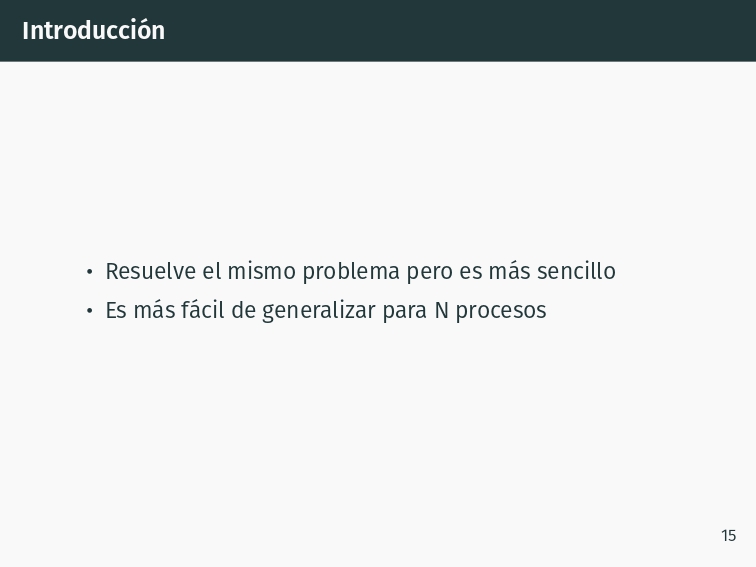 Introducción
• Resuelve el mismo problema pero es más sencillo
• Es más fácil de generalizar para N procesos
15